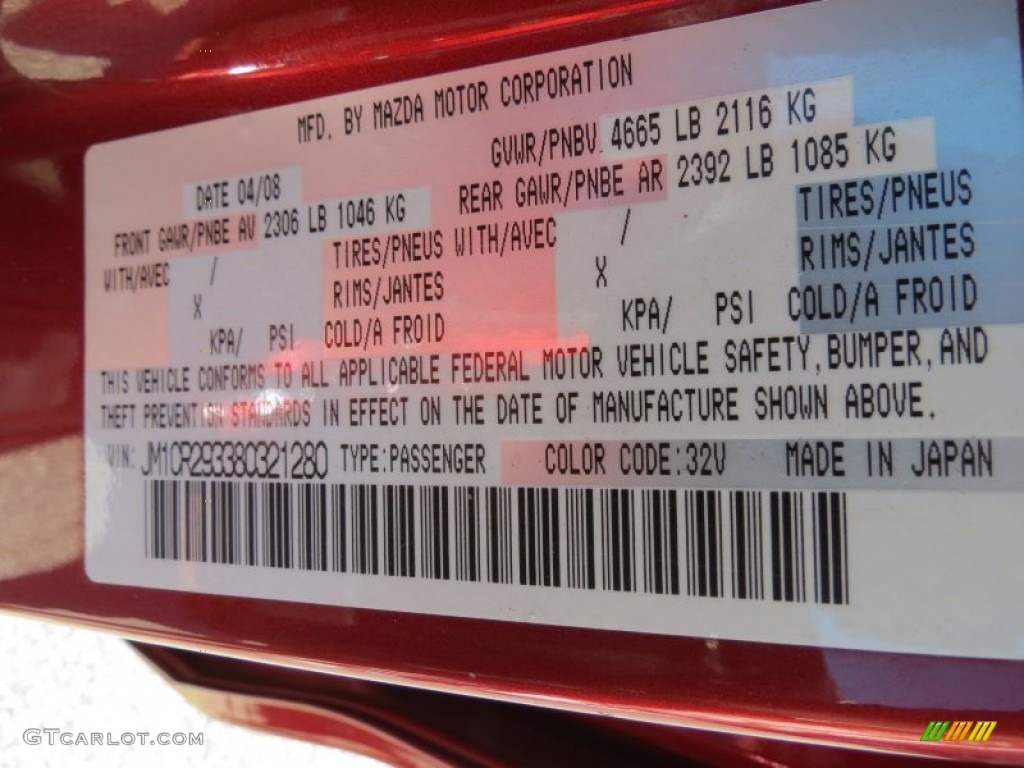 MFD. BY MAZDA MOTOR CORPORATION
DATE 04/08 GVWR/PNBV 4665 LB 2116 KG
FRONT GAWR/PNBE AV 2306 LB 1046 KG REAR GAWR/PNBE AR 2392 LB 1085 KG
WITH/AVEC / TIRES/PNEUS WITH/AVEC / TIRES/PNEUS
X RIMS/JANTES X RIMS/JANTES
KPA/ PSI COLD/A FROID KPA/ PSI COLD/A FROID
THIS VEHICLE CONFORMS TO ALL APPLICABLE FEDERAL MOTOR VEHICLE SAFETY, BUMPER, AND
THEFT PREVENTION STANDARDS IN EFFECT ON THE DATE OF MANUFACTURE SHOWN ABOVE.
VIN: JM1CR293380321280 TYPE:PASSENGER COLOR CODE:32V MADE IN JAPAN
GTCARLOT.COM